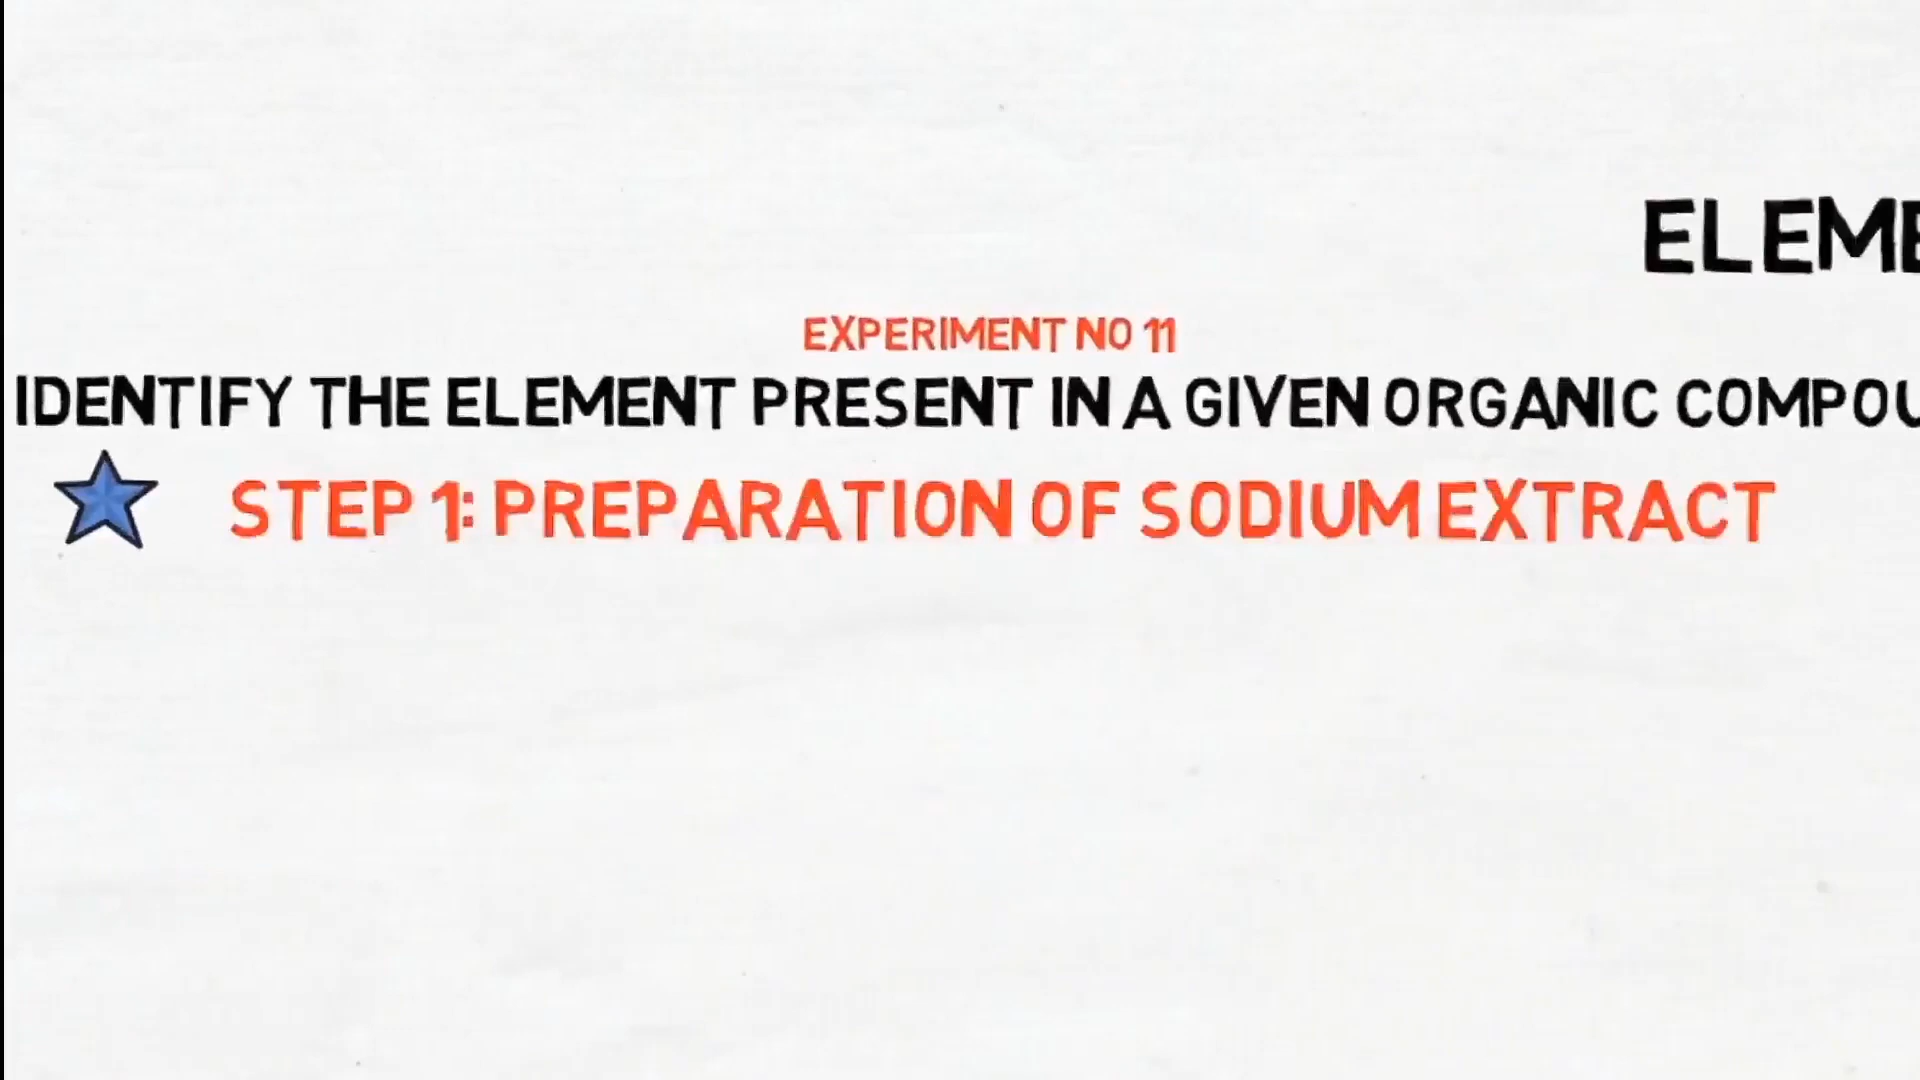 ELEME
EXPERIMENT NO 11
IDENTIFY THE ELEMENT PRESENT IN A GIVEN ORGANIC COMPOU
STEP 1: PREPARATION OF SODIUM EXTRACT